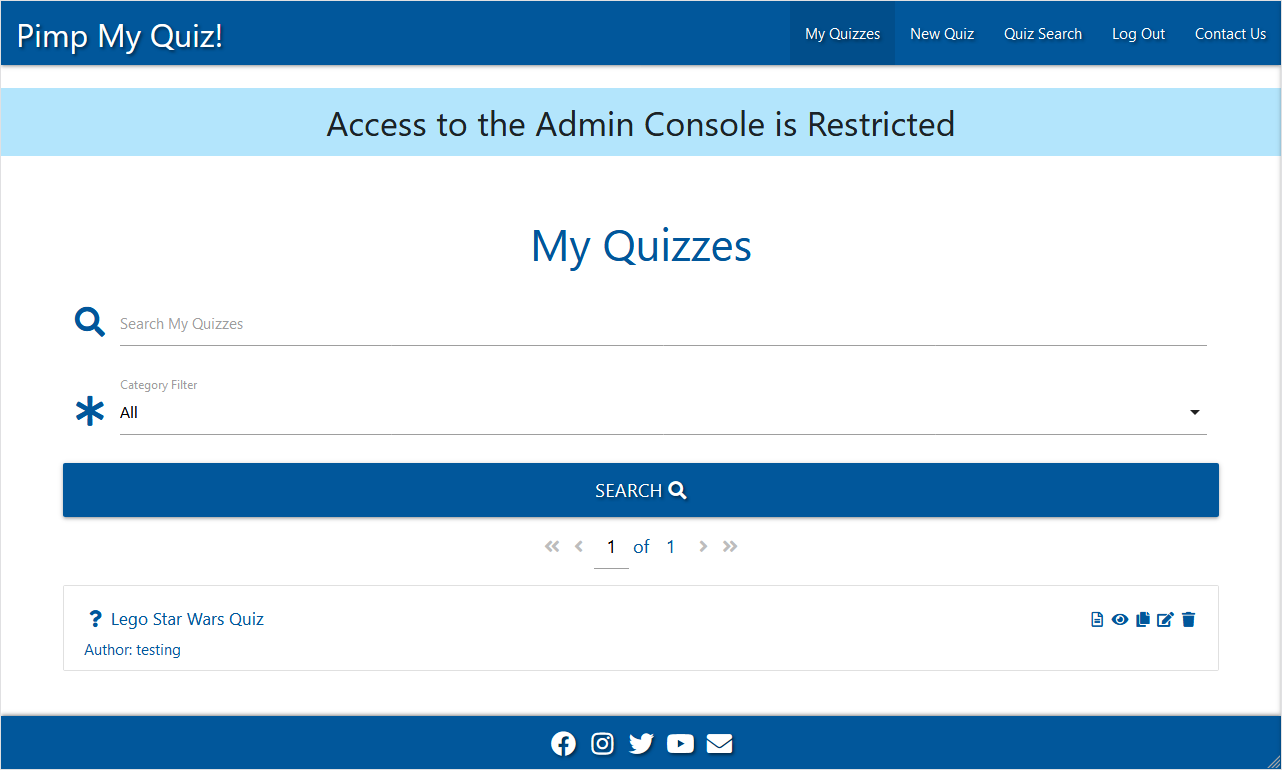 Pimp My Quiz!
My Quizzes New Quiz Quiz Search Log Out Contact Us
Access to the Admin Console is Restricted
My Quizzes
Search My Quizzes
Category Filter
All
SEARCH
1 of 1
Lego Star Wars Quiz
Author: testing